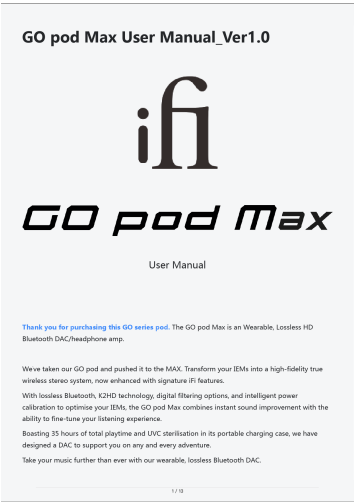 GO pod Max User Manual_Ver1.0
ifi
GO pod Max
User Manual
Thank you for purchasing this GO series pod. The GO pod Max is an Wearable, Lossless HD
Bluetooth DAC/headphone amp.
We've taken our GO pod and pushed it to the MAX. Transform your IEMs into a high-fidelity true
wireless stereo system, now enhanced with signature iFi features.
With lossless Bluetooth, K2HD technology, digital filtering options, and intelligent power
calibration to optimise your IEMs, the GO pod Max combines instant sound improvement with the
ability to fine-tune your listening experience.
Boasting 35 hours of total playtime and UVC sterilisation in its portable charging case, we have
designed a DAC to support you on any and every adventure.
Take your music further than ever with our wearable, lossless Bluetooth DAC.
1 / 13